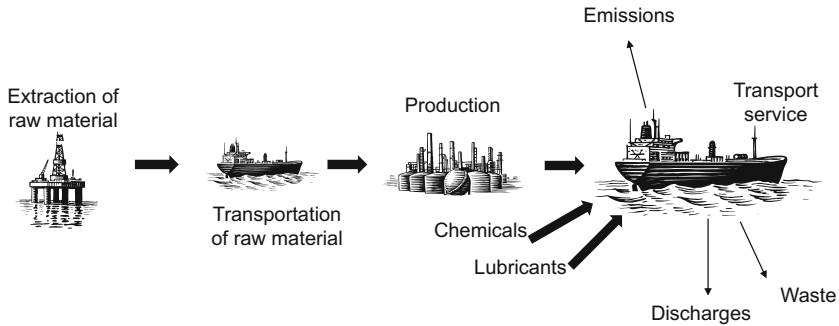 Emissions
Extraction of
raw material
Transportation
of raw material
Production
Transport
service
Chemicals
Lubricants
Discharges
Waste